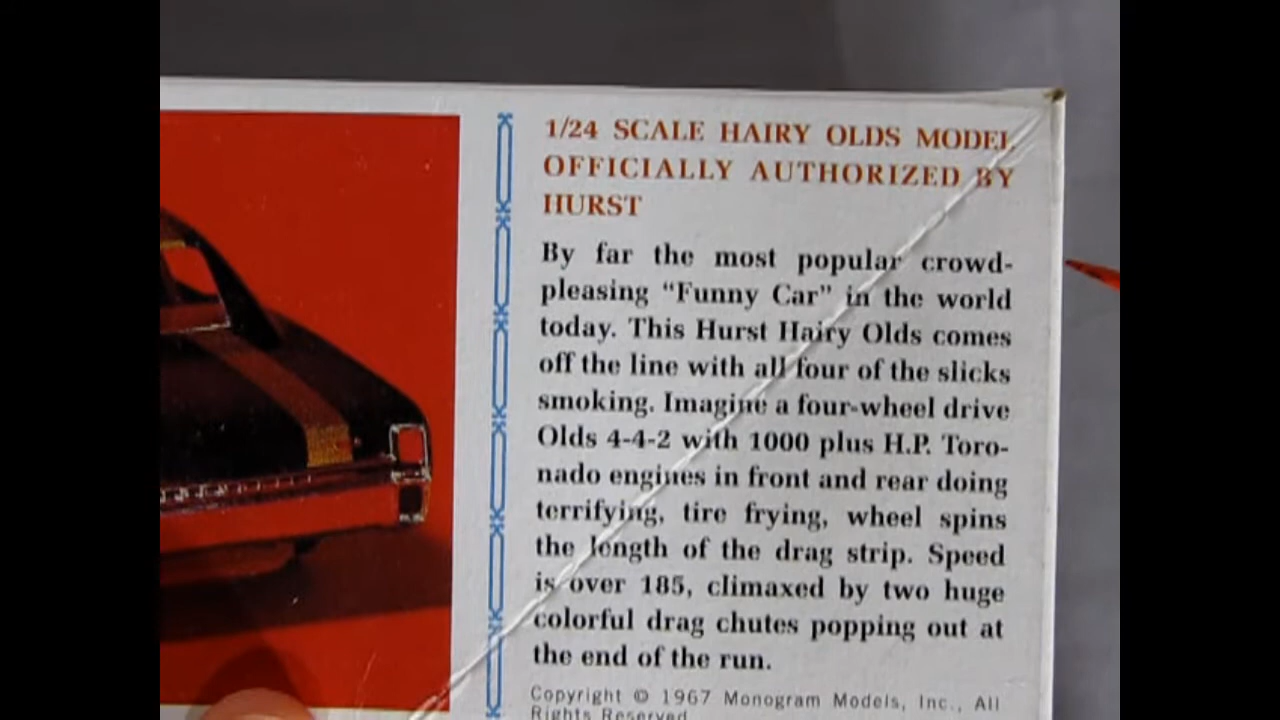 1/24 SCALE HAIRY OLDS MODEL
OFFICIALLY AUTHORIZED BY
HURST
By far the most popular crowd-
pleasing “Funny Car” in the world
today. This Hurst Hairy Olds comes
off the line with all four of the slicks
smoking. Imagine a four-wheel drive
Olds 4-4-2 with 1000 plus H.P. Toro-
nado engines in front and rear doing
terrifying, tire frying, wheel spins
the length of the drag strip. Speed
is over 185, climaxed by two huge
colorful drag chutes popping out at
the end of the run.
Copyright © 1967 Monogram Models, Inc., All
Rights Reserved